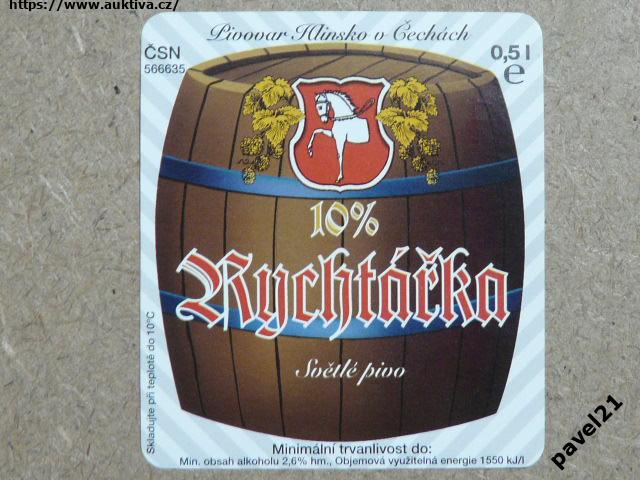 https://www.auktiva.cz/
Pivovar Hlinsko v Čechách
ČSN
566635
0,5 l
e
10%
Rychtářka
Světlé pivo
Skladujte při teplotě do 10°C
Minimální trvanlivost do:
Min. obsah alkoholu 2,6% hm., Objemová využitelná energie 1550 kJ/l
pavel21